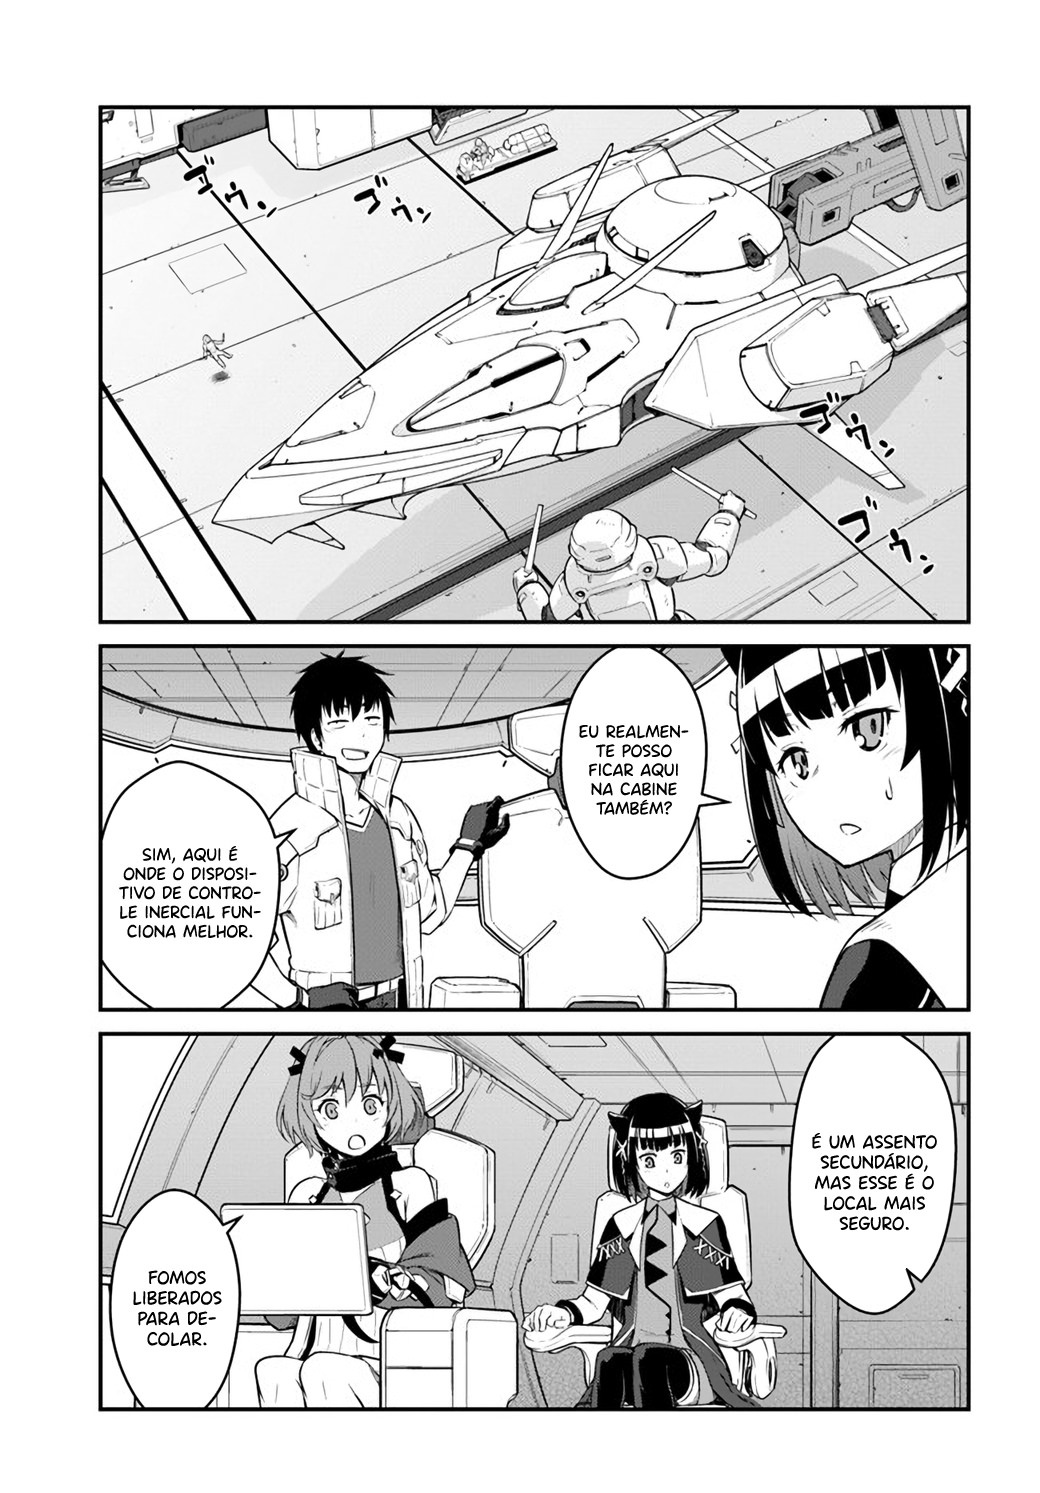 ゴウン
ゴウン
ゴウン
ゴウン
EU REALMEN-
TE POSSO
FICAR AQUI
NA CABINE
TAMBÉM?
SIM, AQUI É
ONDE O DISPOSI-
TIVO DE CONTRO-
LE INERCIAL FUN-
CIONA MELHOR.
É UM ASSENTO
SECUNDÁRIO,
MAS ESSE É O
LOCAL MAIS
SEGURO.
FOMOS
LIBERADOS
PARA DE-
COLAR.